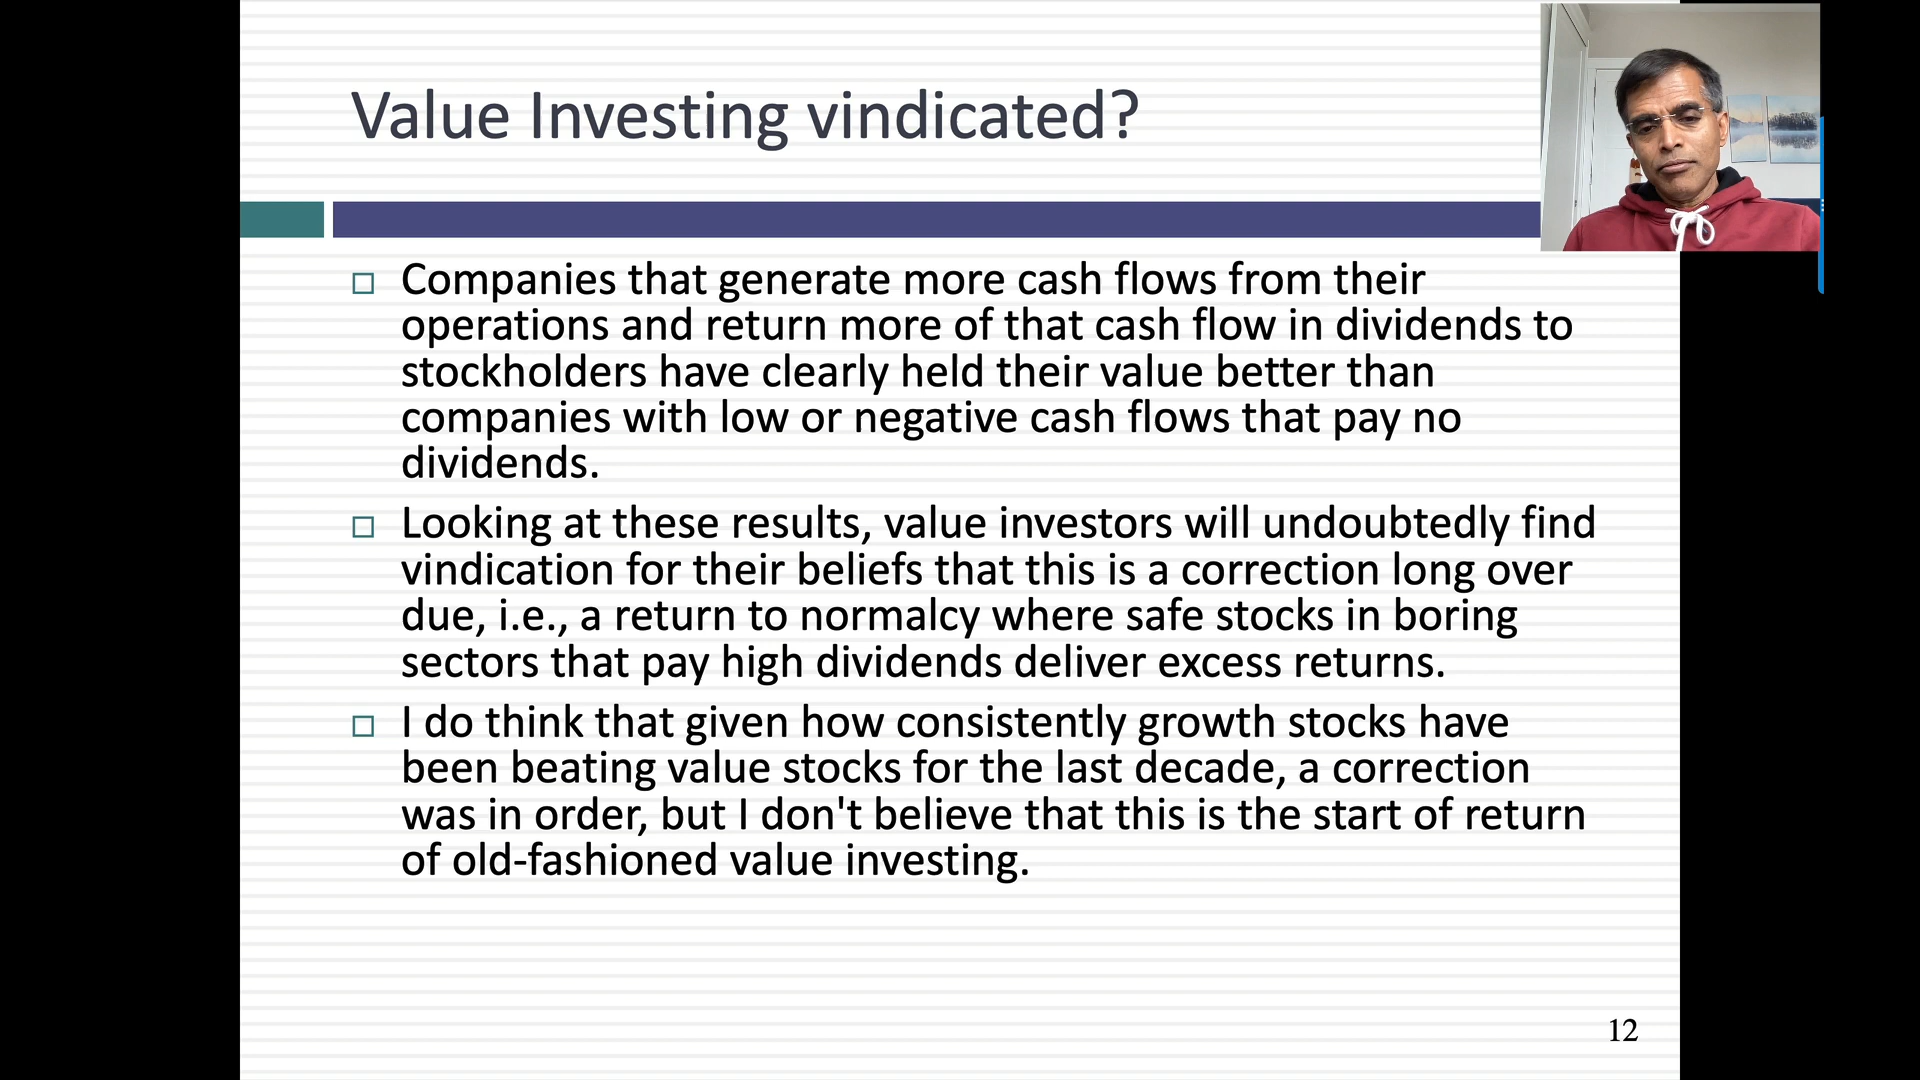 Value Investing vindicated?
Companies that generate more cash flows from their
operations and return more of that cash flow in dividends to
stockholders have clearly held their value better than
companies with low or negative cash flows that pay no
dividends.
Looking at these results, value investors will undoubtedly find
vindication for their beliefs that this is a correction long over
due, i.e., a return to normalcy where safe stocks in boring
sectors that pay high dividends deliver excess returns.
I do think that given how consistently growth stocks have
been beating value stocks for the last decade, a correction
was in order, but I don't believe that this is the start of return
of old-fashioned value investing.
12